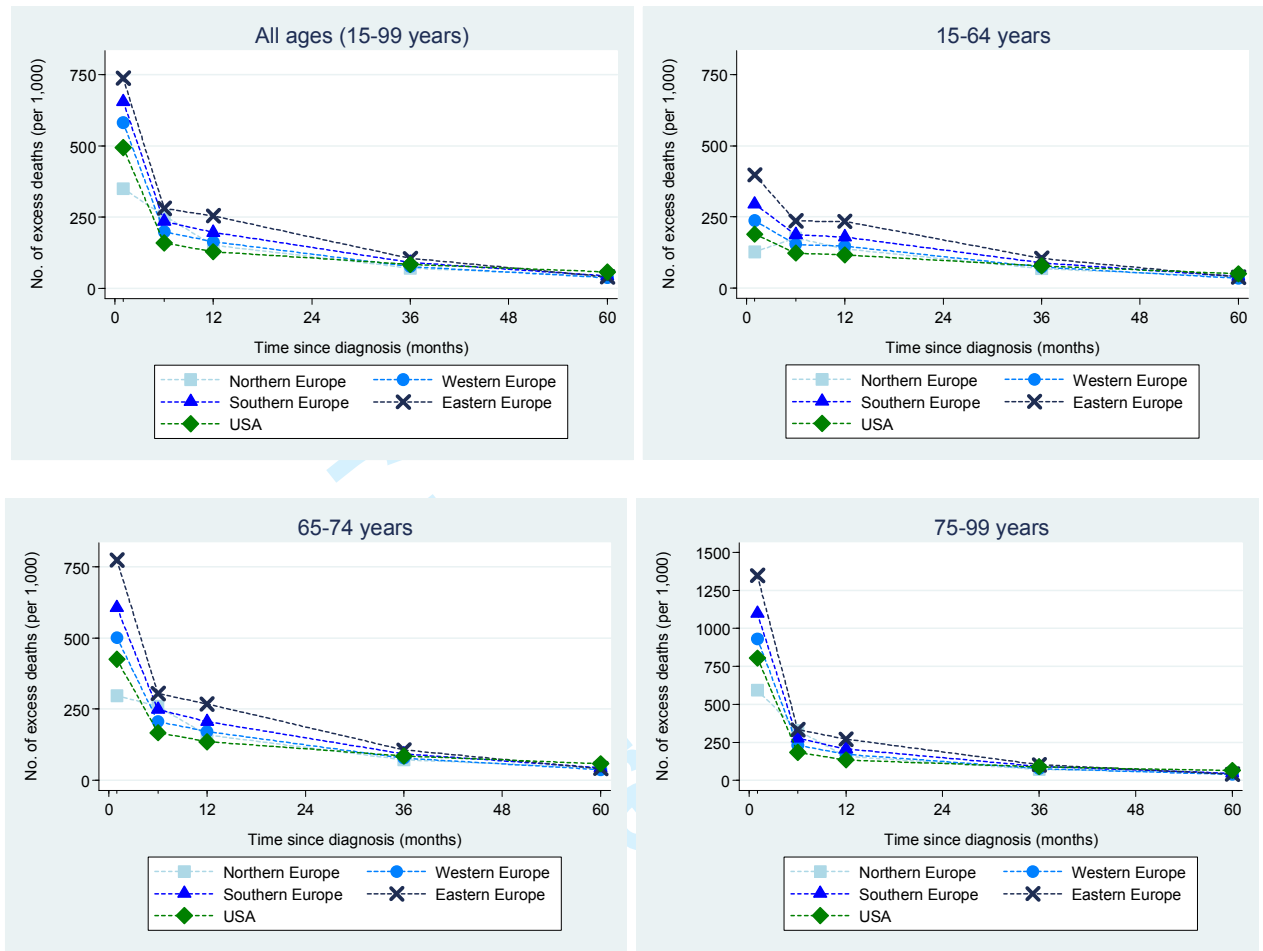 All ages (15-99 years)
No. of excess deaths (per 1,000)
750
500
250
0
0 12 24 36 48 60
Time since diagnosis (months)
Northern Europe Western Europe
Southern Europe Eastern Europe
USA
15-64 years
No. of excess deaths (per 1,000)
750
500
250
0
0 12 24 36 48 60
Time since diagnosis (months)
Northern Europe Western Europe
Southern Europe Eastern Europe
USA
65-74 years
No. of excess deaths (per 1,000)
750
500
250
0
0 12 24 36 48 60
Time since diagnosis (months)
Northern Europe Western Europe
Southern Europe Eastern Europe
USA
75-99 years
No. of excess deaths (per 1,000)
1500
1250
1000
750
500
250
0
0 12 24 36 48 60
Time since diagnosis (months)
Northern Europe Western Europe
Southern Europe Eastern Europe
USA